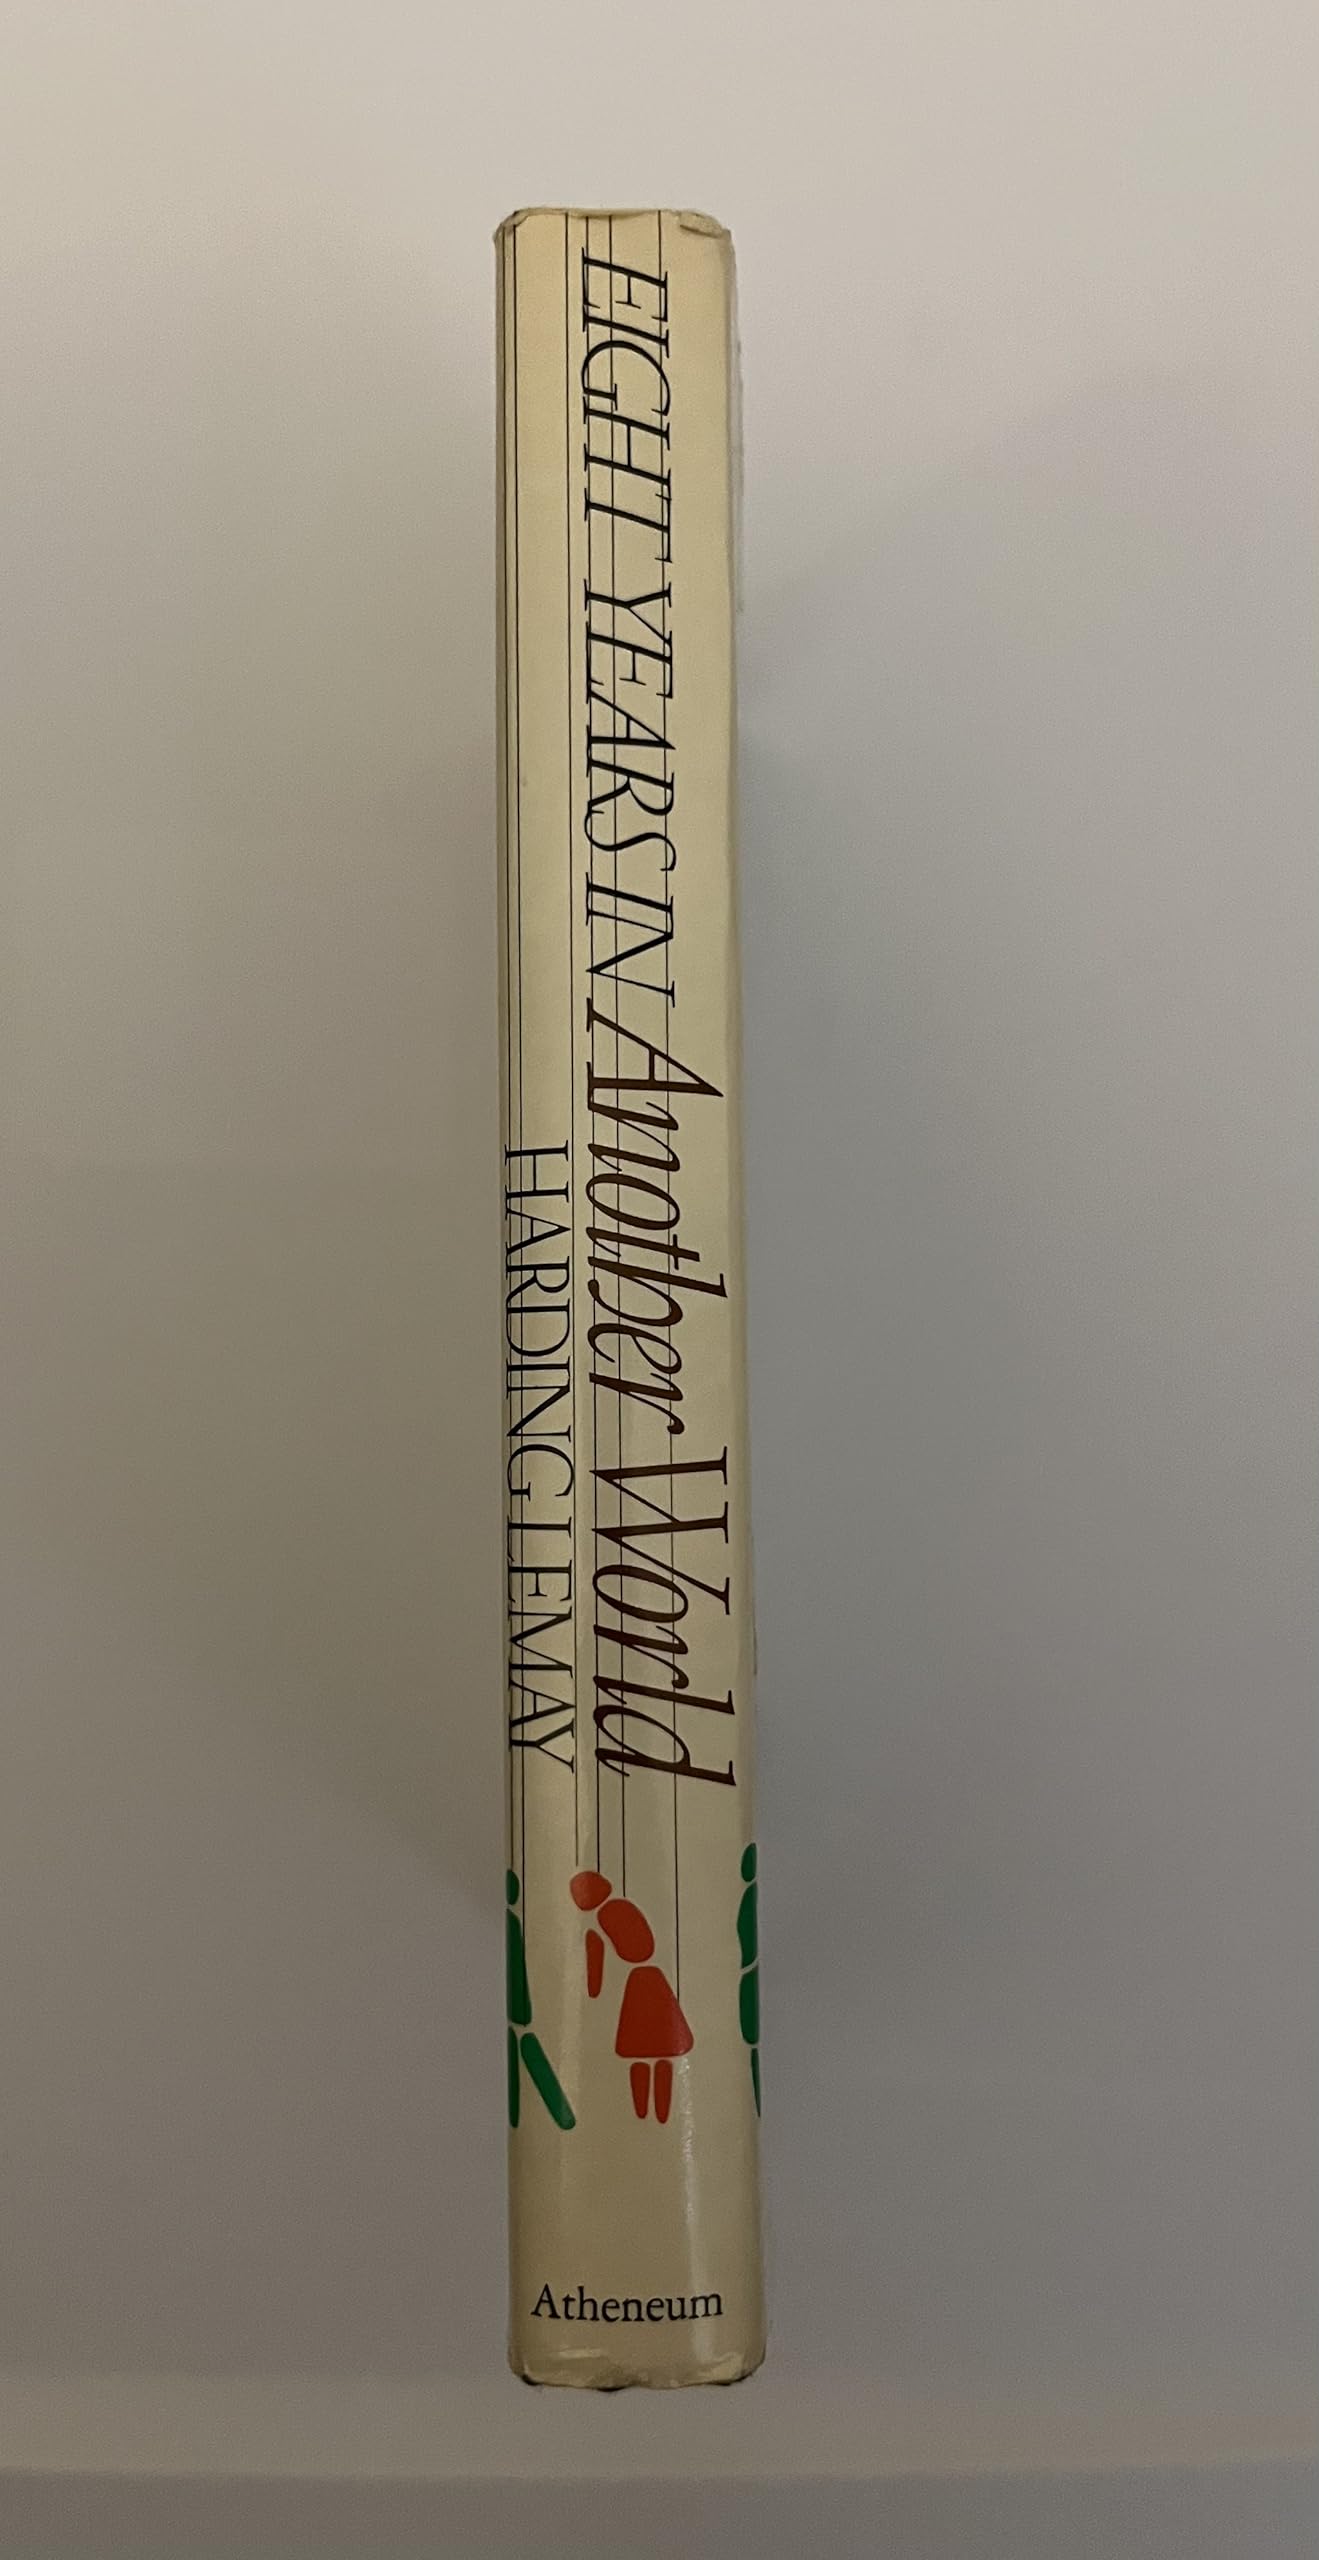 EIGHT YEARS IN Another World
HARDING LEMAY
Atheneum